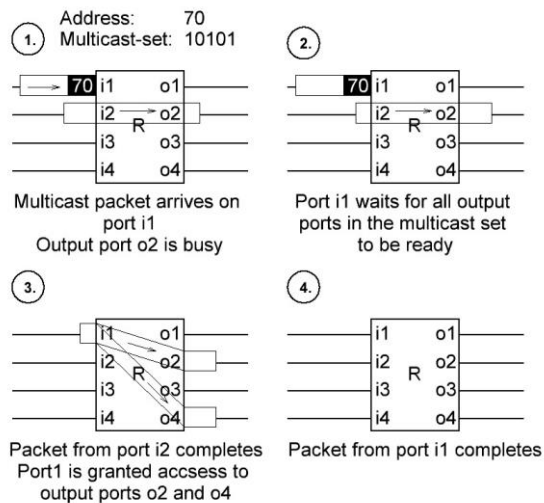 Address: 70
Multicast-set: 10101
1.
70 i1 o1
i2 o2
R
i3 o3
i4 o4
Multicast packet arrives on
port i1
Output port o2 is busy
2.
70 i1 o1
i2 o2
R
i3 o3
i4 o4
Port i1 waits for all output
ports in the multicast set
to be ready
3.
i1 o1
i2 o2
R
i3 o3
i4 o4
Packet from port i2 completes
Port1 is granted accsess to
output ports o2 and o4
4.
i1 o1
i2 o2
R
i3 o3
i4 o4
Packet from port i1 completes